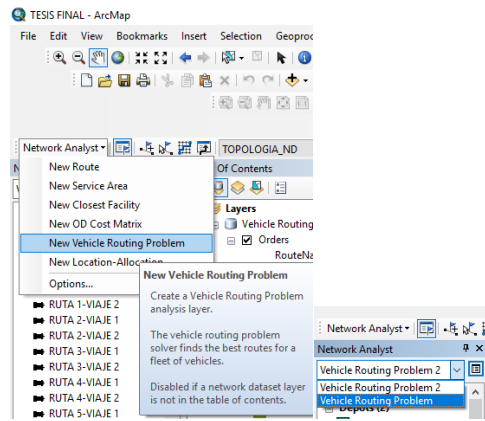 TESIS FINAL - ArcMap
File Edit View Bookmarks Insert Selection Geoproc
Network Analyst
TOPOLOGIA_ND
New Route
Of Contents
New Service Area
New Closest Facility
Layers
New OD Cost Matrix
Vehicle Routing
New Vehicle Routing Problem
Orders
New Location-Allocation
RouteNa
Options...
New Vehicle Routing Problem
Create a Vehicle Routing Problem
analysis layer.
The vehicle routing problem
solver finds the best routes for a
fleet of vehicles.
Disabled if a network dataset layer
is not in the table of contents.
RUTA 1-VIAJE 2
RUTA 2-VIAJE 1
RUTA 2-VIAJE 2
RUTA 3-VIAJE 1
RUTA 3-VIAJE 2
RUTA 4-VIAJE 1
RUTA 4-VIAJE 2
RUTA 5-VIAJE 1
Network Analyst
Network Analyst
Vehicle Routing Problem 2
Vehicle Routing Problem 2
Vehicle Routing Problem
Depots (2)